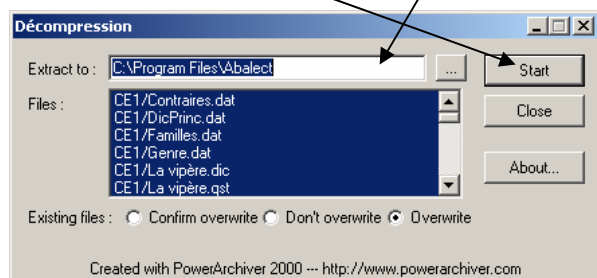 Décompression
Extract to : C:\Program Files\Abalect ... Start
Files : CE1/Contraires.dat
CE1/DicPrinc.dat
CE1/Familles.dat
CE1/Genre.dat
CE1/La vipère.dic
CE1/La vipère.qst
Close
About...
Existing files : Confirm overwrite Don't overwrite Overwrite
Created with PowerArchiver 2000 --- http://www.powerarchiver.com